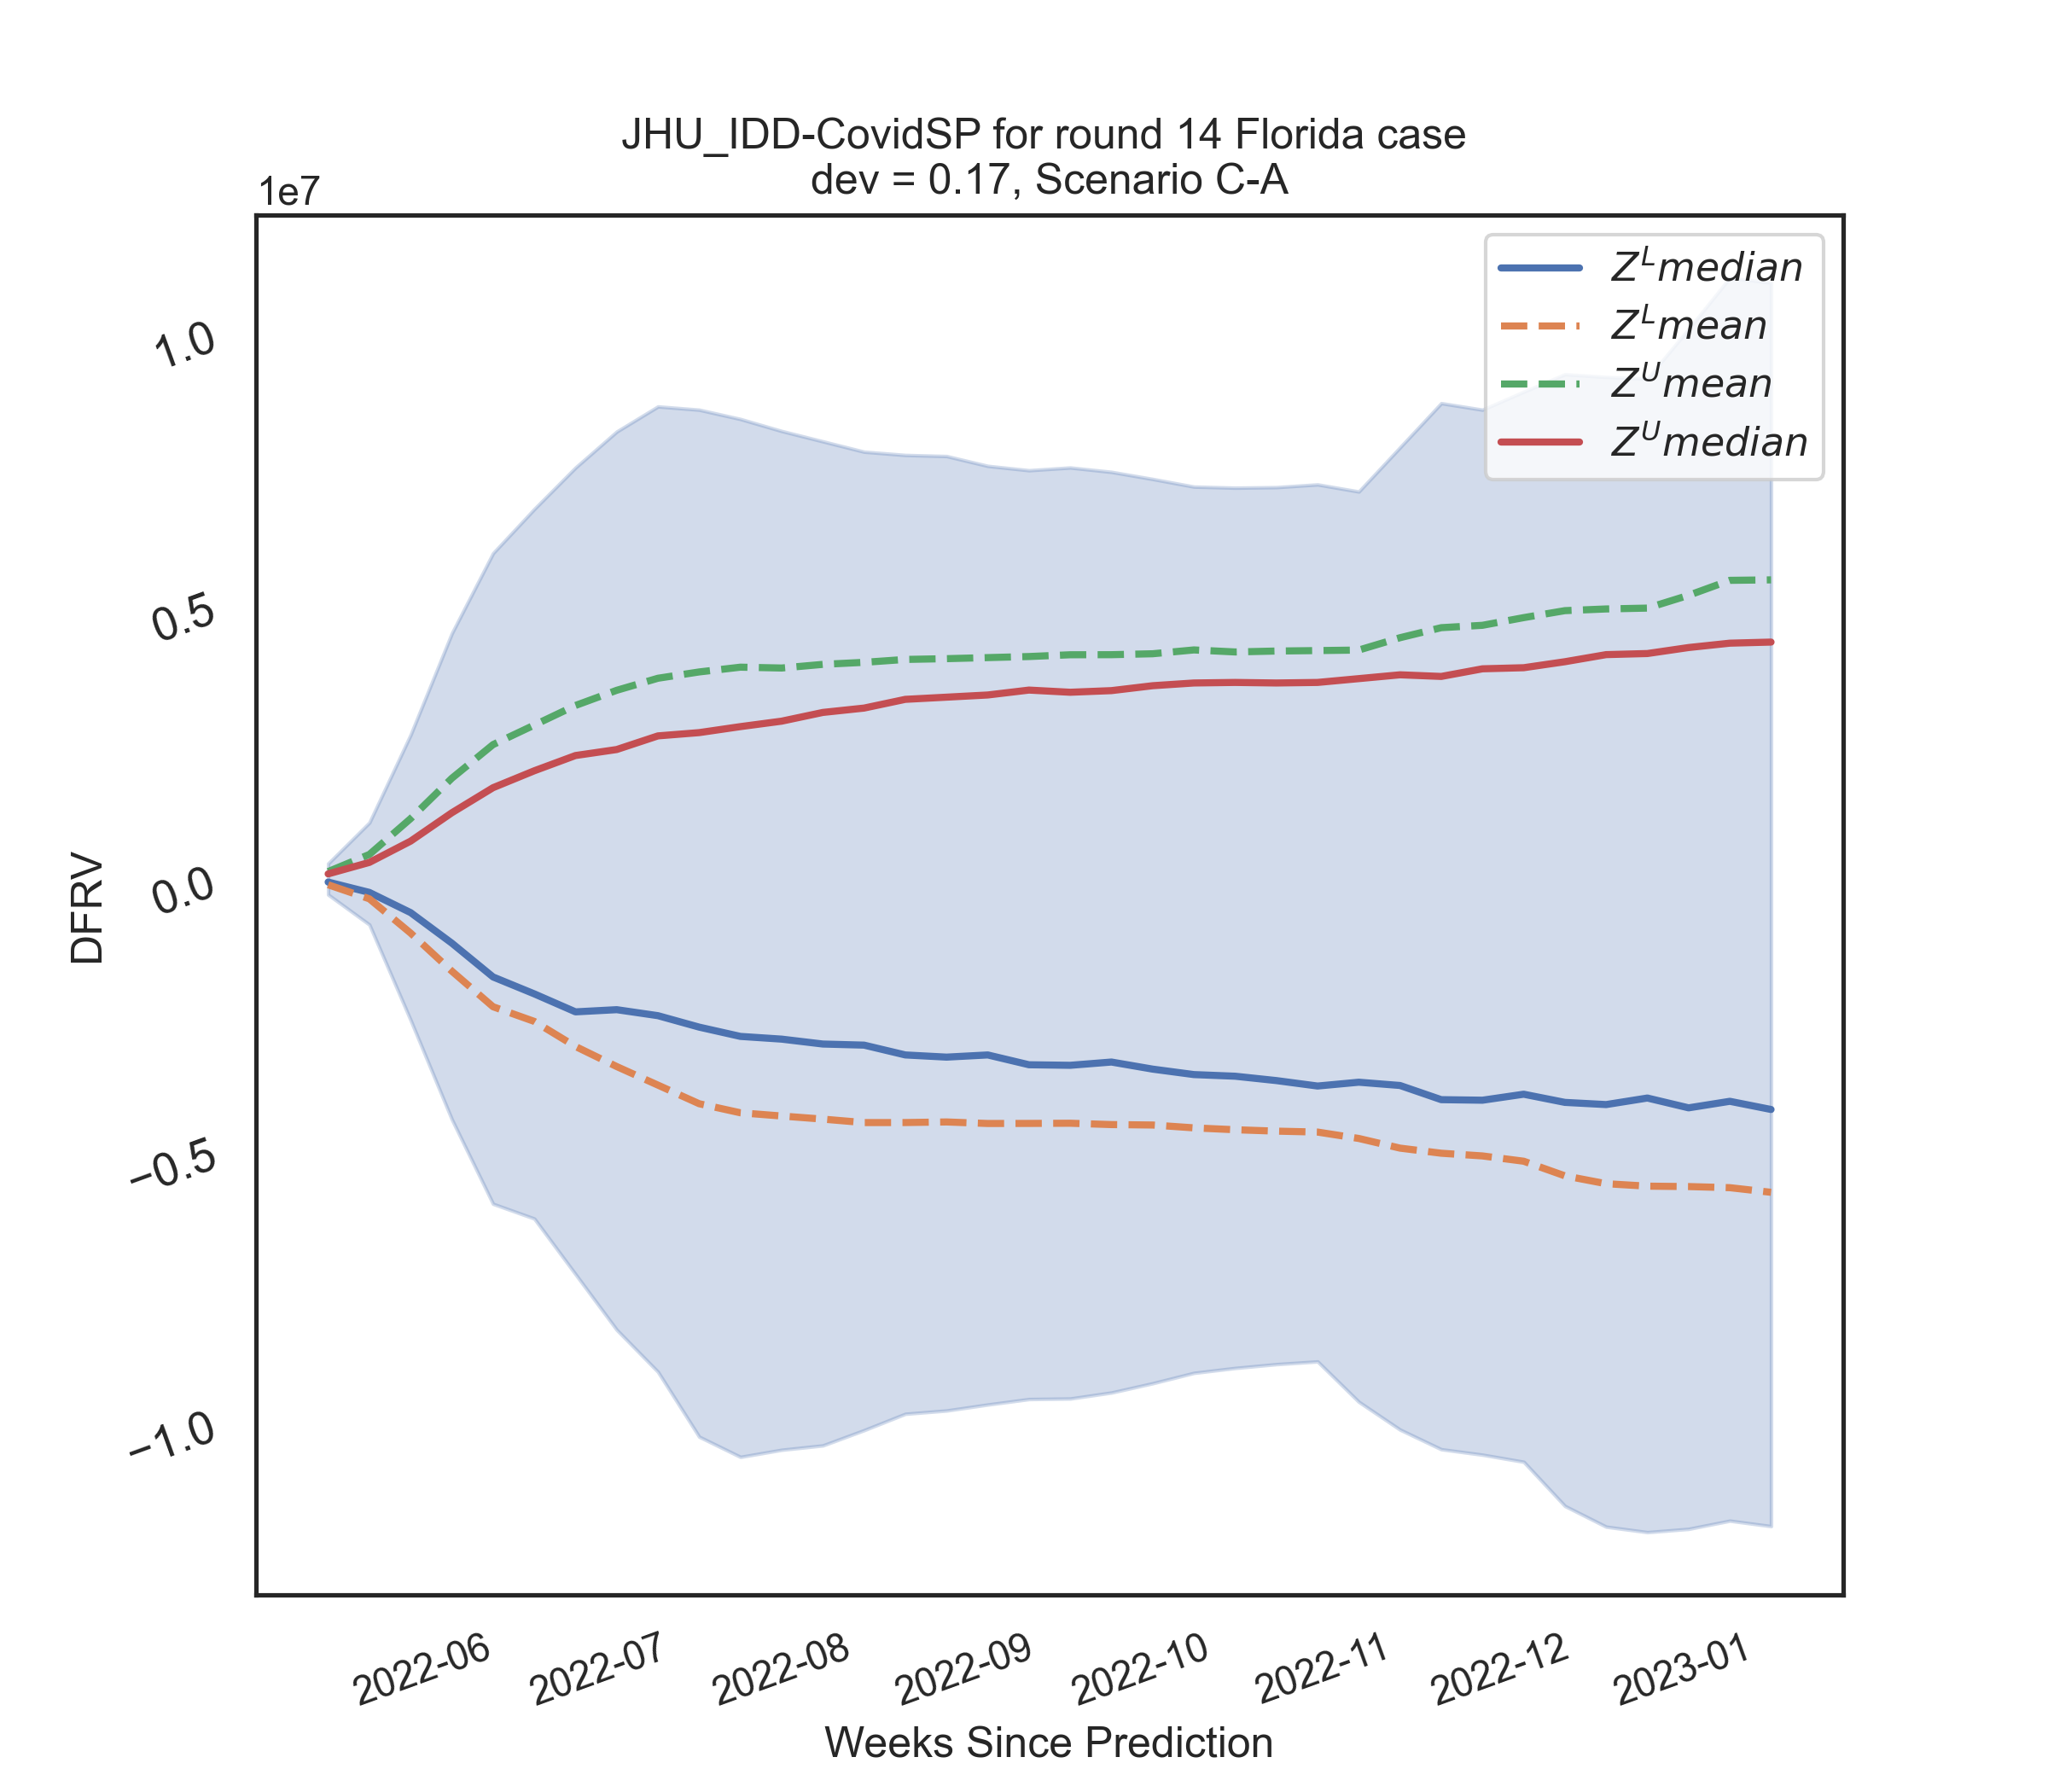 JHU_IDD-CovidSP for round 14 Florida case
dev = 0.17, Scenario C-A
1e7
Z^L median
Z^L mean
Z^U mean
Z^U median
1.0
0.5
0.0
−0.5
−1.0
DFRV
2022-06
2022-07
2022-08
2022-09
2022-10
2022-11
2022-12
2023-01
Weeks Since Prediction